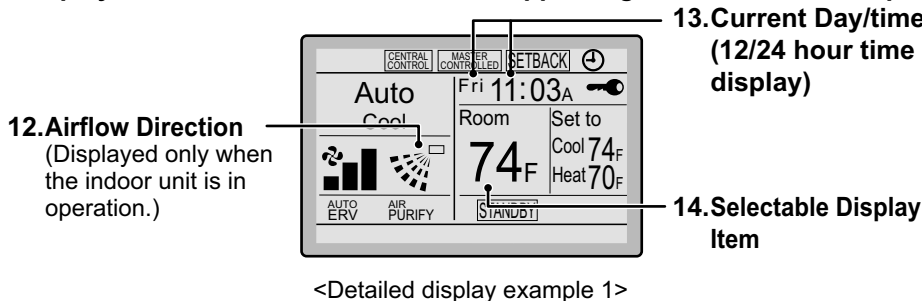 13.Current Day/time
(12/24 hour time
display)
CENTRAL CONTROL
MASTER CONTROLLED
SETBACK
Auto
Cool
Fri 11:03A
Room
74F
Set to
Cool 74F
Heat 70F
AUTO ERV
AIR PURIFY
STANDBY
12.Airflow Direction
(Displayed only when
the indoor unit is in
operation.)
14.Selectable Display
Item
<Detailed display example 1>